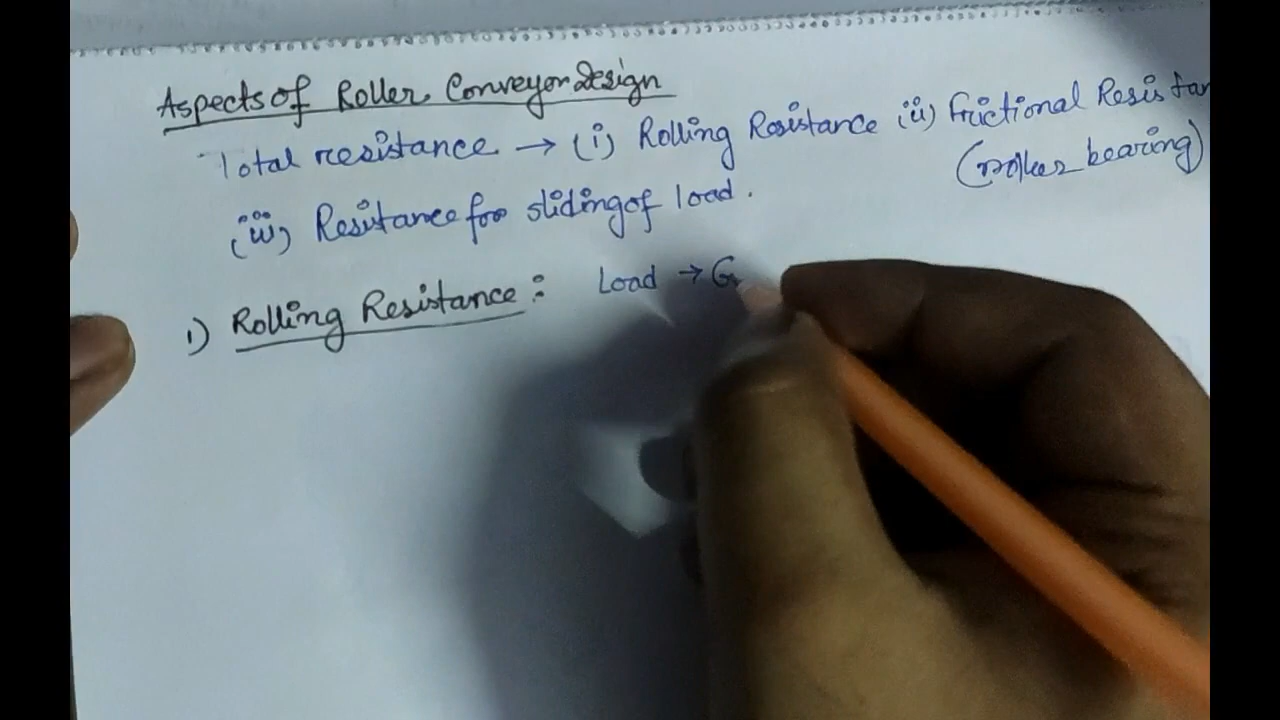 Aspects of Roller Conveyor Design
Total resistance → (i) Rolling Resistance (ii) Frictional Resistan
(roller bearing)
(iii) Resistance for sliding of load.
1) Rolling Resistance: Load → G